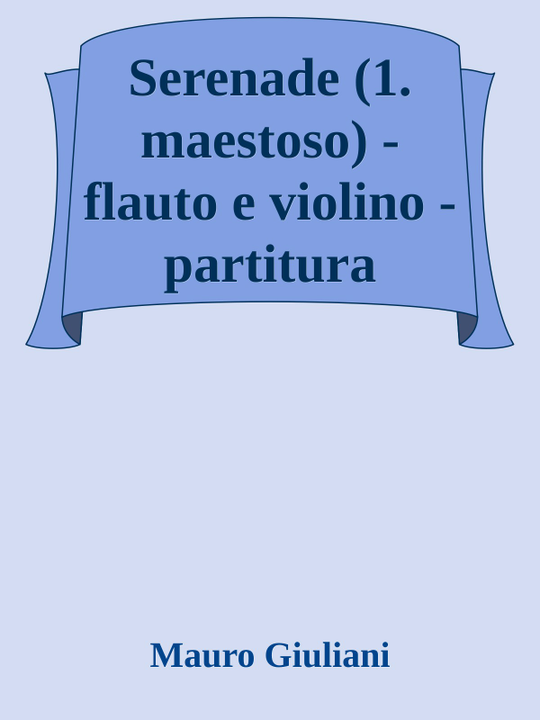 Serenade (1.
maestoso) -
flauto e violino -
partitura
Mauro Giuliani